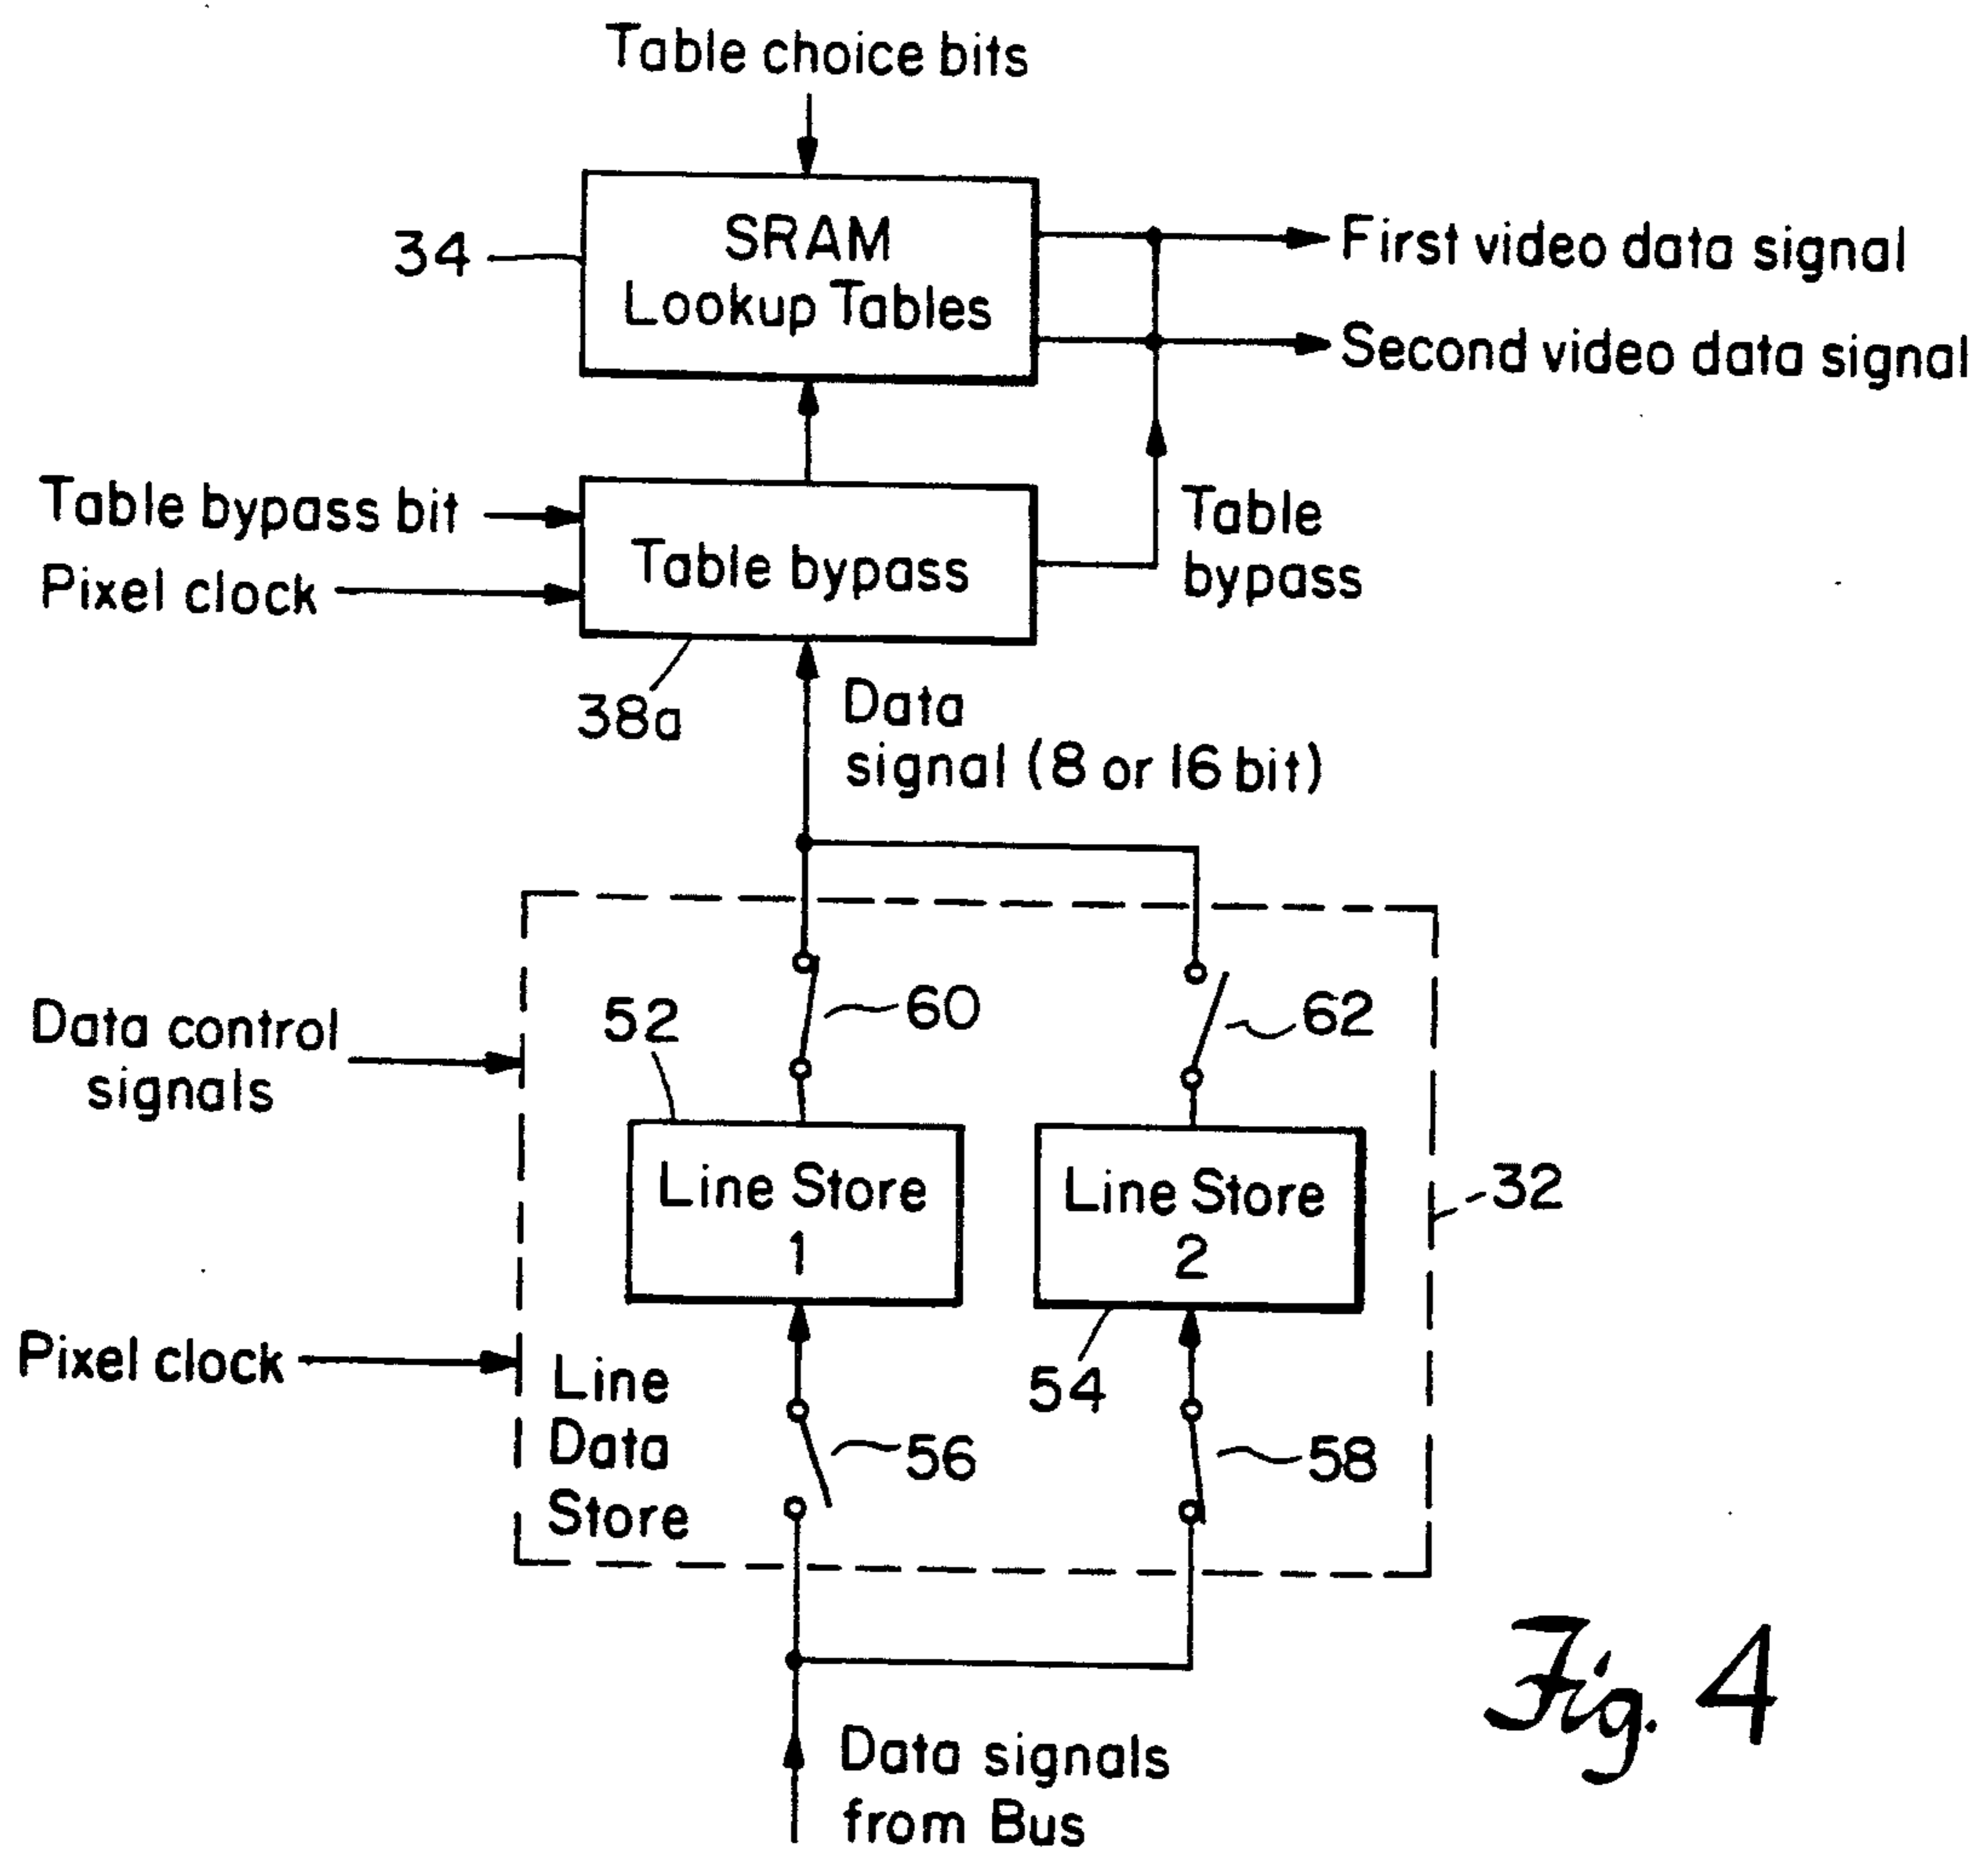 Table choice bits
34
SRAM
Lookup Tables
First video data signal
Second video data signal
Table bypass bit
Pixel clock
Table bypass
Table
bypass
38a
Data
signal (8 or 16 bit)
Data control
signals
52
60
62
Line Store
1
Line Store
2
32
Pixel clock
54
Line
Data
Store
56
58
Data signals
from Bus
Fig. 4